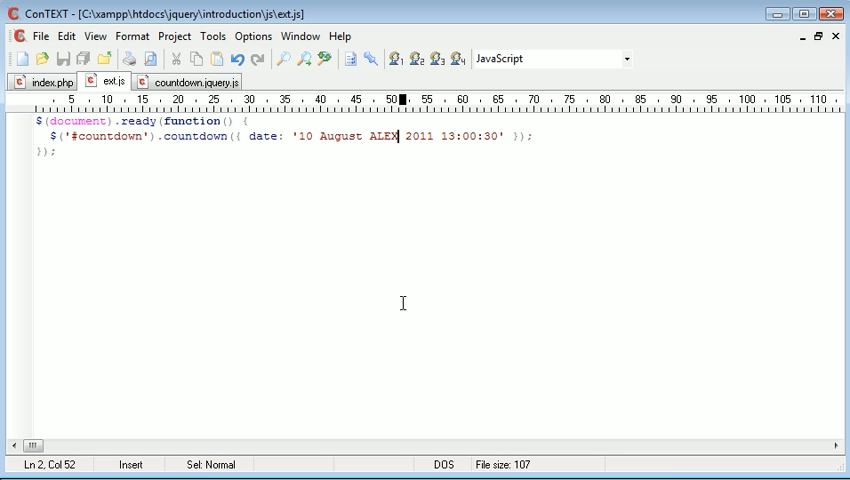 ConTEXT - [C:\xampp\htdocs\jquery\introduction\js\ext.js]
File Edit View Format Project Tools Options Window Help
JavaScript
index.php ext.js countdown.jquery.js
5 10 15 20 25 30 35 40 45 50 55 60 65 70 75 80 85 90 95 100 105 110
$(document).ready(function() {
$('#countdown').countdown({ date: '10 August ALEX 2011 13:00:30' });
});
Ln 2, Col 52 Insert Sel: Normal DOS File size: 107